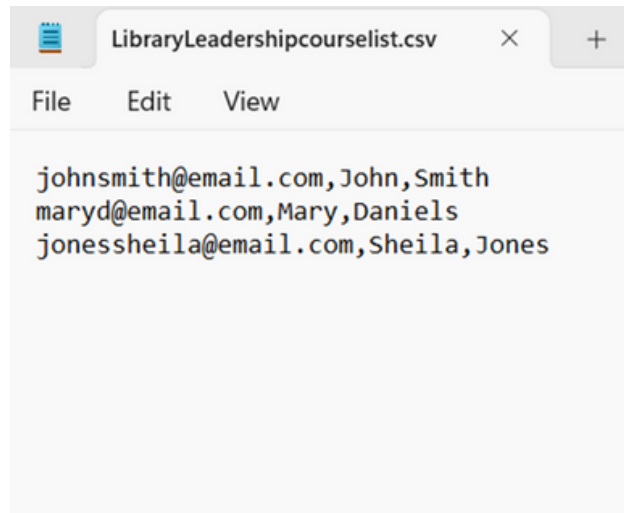 LibraryLeadershipcourselist.csv
File Edit View
johnsmith@email.com,John,Smith
maryd@email.com,Mary,Daniels
jonessheila@email.com,Sheila,Jones